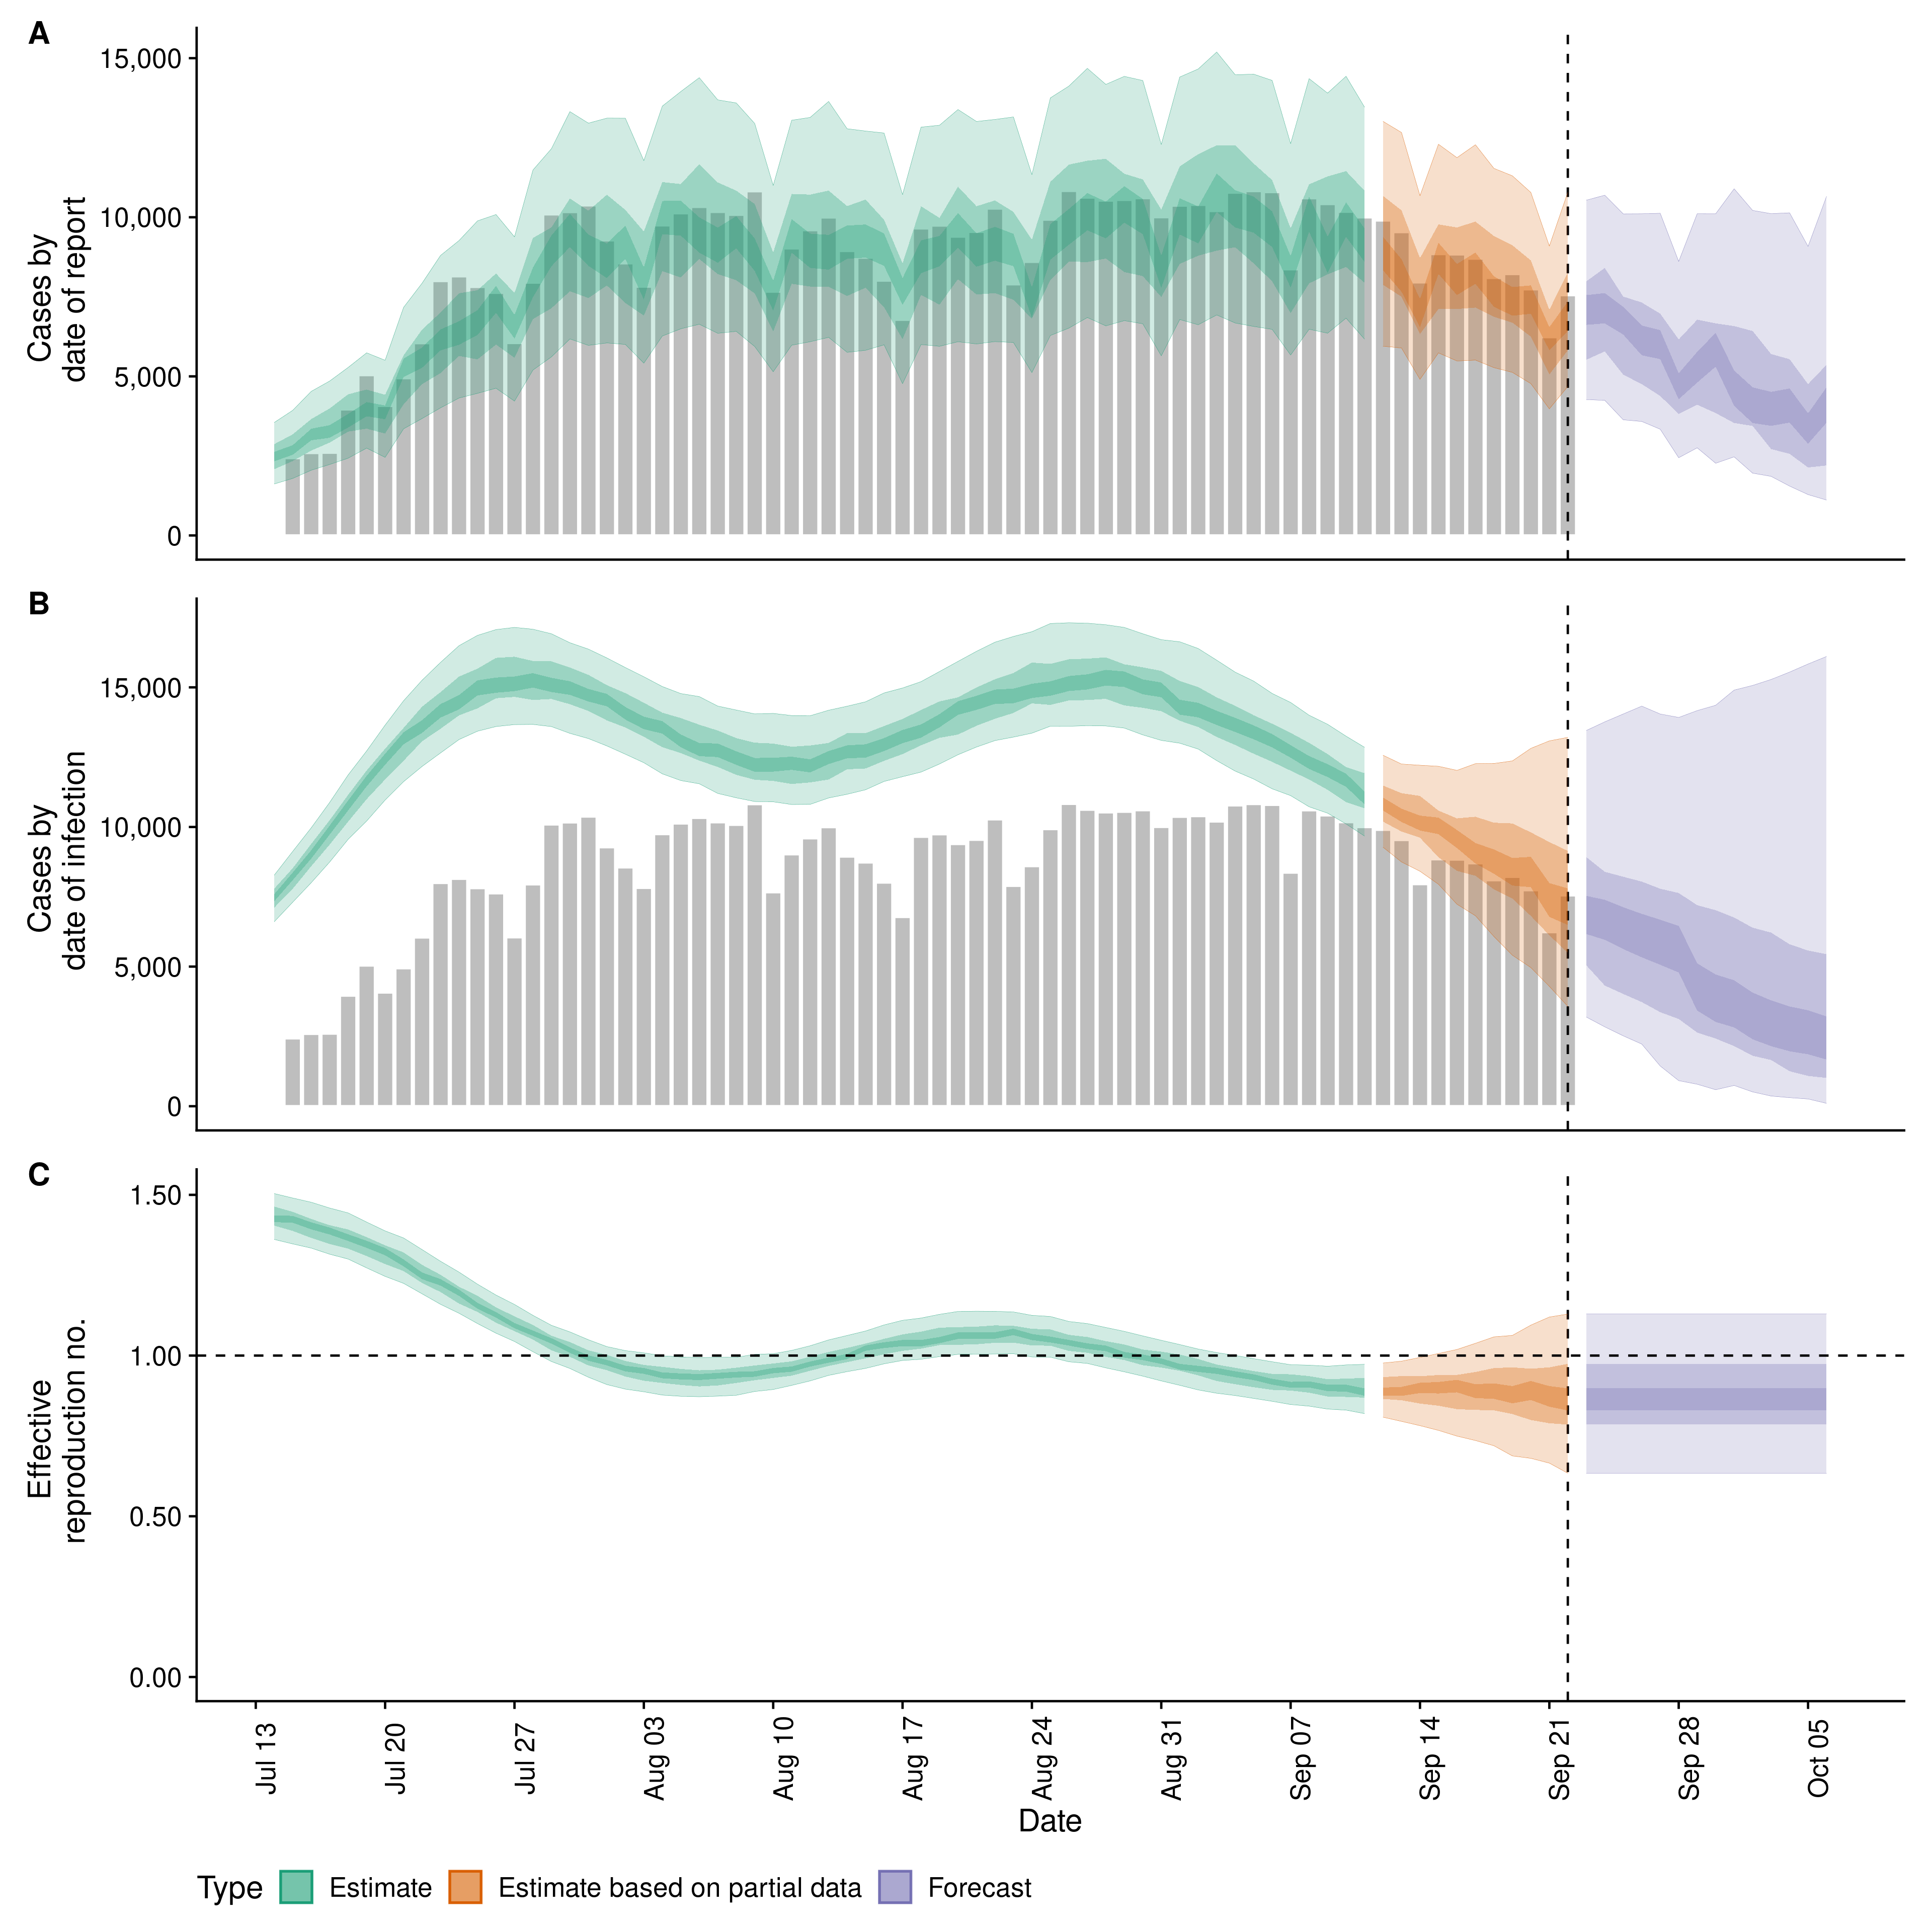 A
Cases by
date of report
15,000
10,000
5,000
0
B
Cases by
date of infection
15,000
10,000
5,000
0
C
Effective
reproduction no.
1.50
1.00
0.50
0.00
Jul 13
Jul 20
Jul 27
Aug 03
Aug 10
Aug 17
Aug 24
Aug 31
Sep 07
Sep 14
Sep 21
Sep 28
Oct 05
Date
Type Estimate Estimate based on partial data Forecast